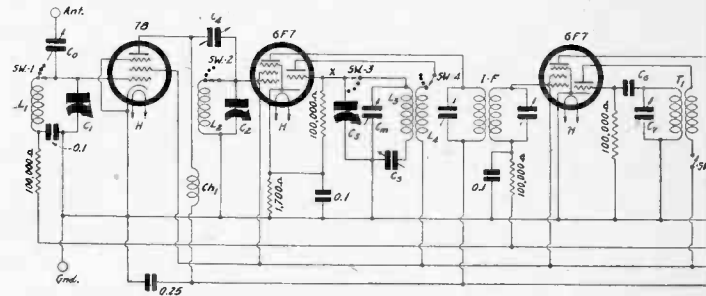 Ant.
78
6F7
6F7
C₀
C₄
SW.1
SW.2
X
SW.3
SW.4
I-F
C₆
T₁
L₁
C₁
H
L₂
C₂
H
100,000Ω
C₅
Cₘ
L₃
L₄
H
100,000Ω
C₇
0.1
100,000Ω
Ch₁
1,700Ω
0.1
C₃
0.1
100,000Ω
Gnd.
0.25